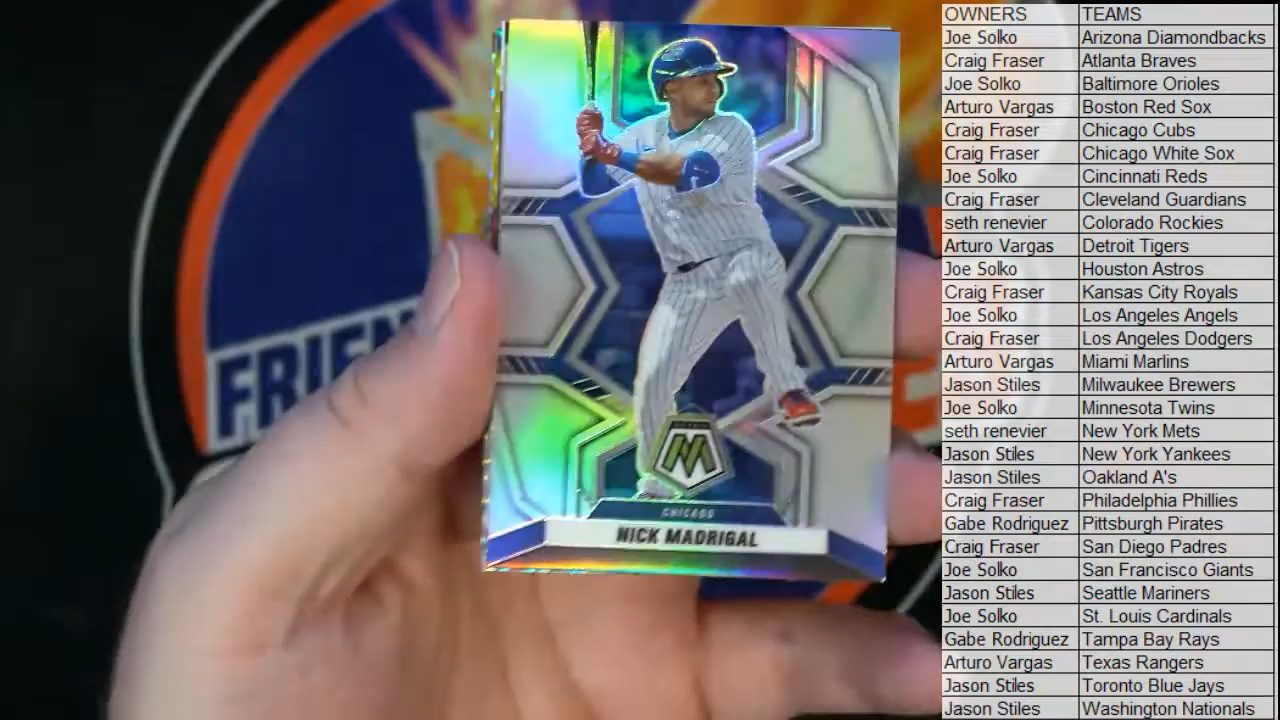 FRIEN
CHICAGO
NICK MADRIGAL
OWNERS TEAMS
Joe Solko Arizona Diamondbacks
Craig Fraser Atlanta Braves
Joe Solko Baltimore Orioles
Arturo Vargas Boston Red Sox
Craig Fraser Chicago Cubs
Craig Fraser Chicago White Sox
Joe Solko Cincinnati Reds
Craig Fraser Cleveland Guardians
seth renevier Colorado Rockies
Arturo Vargas Detroit Tigers
Joe Solko Houston Astros
Craig Fraser Kansas City Royals
Joe Solko Los Angeles Angels
Craig Fraser Los Angeles Dodgers
Arturo Vargas Miami Marlins
Jason Stiles Milwaukee Brewers
Joe Solko Minnesota Twins
seth renevier New York Mets
Jason Stiles New York Yankees
Jason Stiles Oakland A's
Craig Fraser Philadelphia Phillies
Gabe Rodriguez Pittsburgh Pirates
Craig Fraser San Diego Padres
Joe Solko San Francisco Giants
Jason Stiles Seattle Mariners
Joe Solko St. Louis Cardinals
Gabe Rodriguez Tampa Bay Rays
Arturo Vargas Texas Rangers
Jason Stiles Toronto Blue Jays
Jason Stiles Washington Nationals